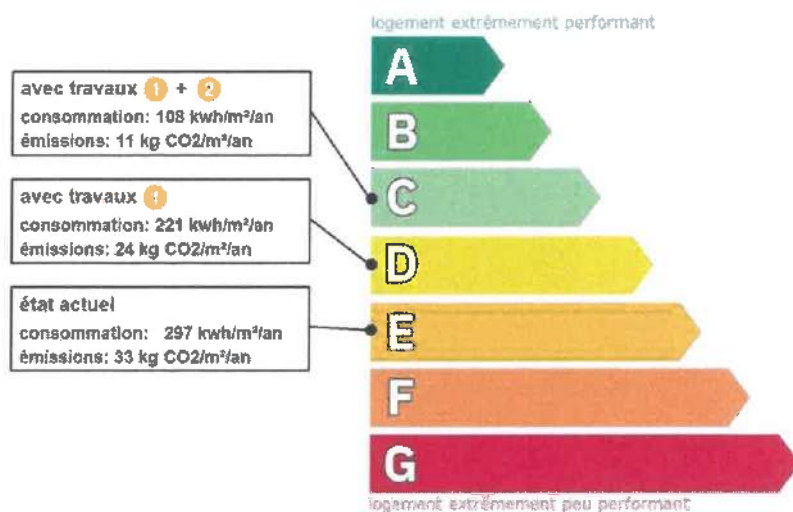 logement extrêmement performant
A
B
C
D
E
F
G
logement extrêmement peu performant
avec travaux 1 + 2
consommation: 108 kwh/m²/an
émissions: 11 kg CO2/m²/an
avec travaux 1
consommation: 221 kwh/m²/an
émissions: 24 kg CO2/m²/an
état actuel
consommation: 297 kwh/m²/an
émissions: 33 kg CO2/m²/an